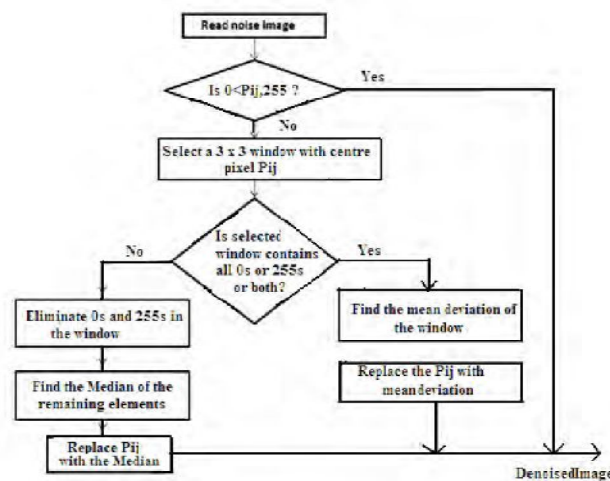 Read noise image
Is 0<Pij,255 ?
Yes
No
Select a 3 x 3 window with centre
pixel Pij
Is selected
window contains
all 0s or 255s
or both?
No
Yes
Eliminate 0s and 255s in
the window
Find the mean deviation of
the window
Find the Median of the
remaining elements
Replace the Pij with
meandeviation
Replace Pij
with the Median
DenoisedImage